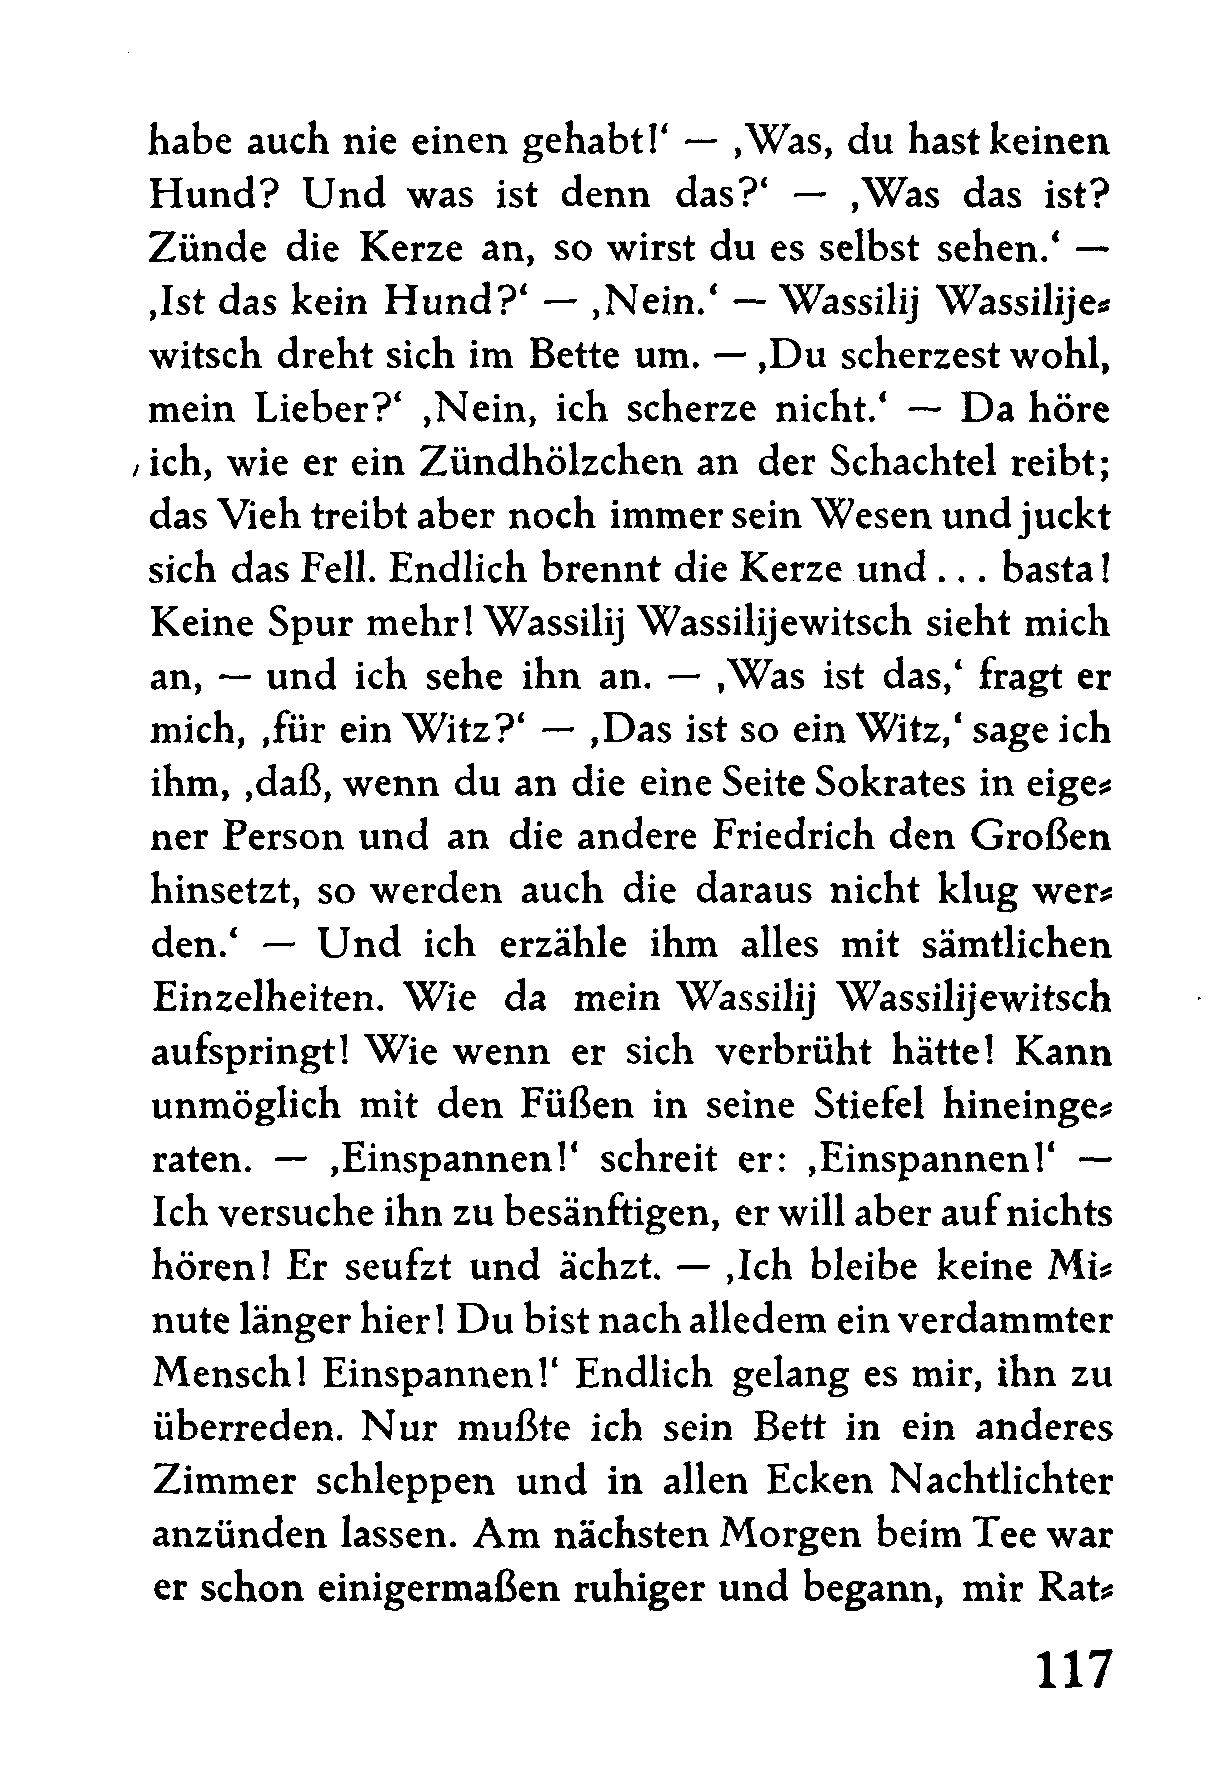 habe auch nie einen gehabt!‘ — ‚Was, du hast keinen
Hund? Und was ist denn das?‘ — ‚Was das ist?
Zünde die Kerze an, so wirst du es selbst sehen.‘ —
‚Ist das kein Hund?‘ — ‚Nein.‘ — Wassilij Wassilije⸗
witsch dreht sich im Bette um. — ‚Du scherzest wohl,
mein Lieber?‘ ‚Nein, ich scherze nicht.‘ — Da höre
ich, wie er ein Zündhölzchen an der Schachtel reibt;
das Vieh treibt aber noch immer sein Wesen und juckt
sich das Fell. Endlich brennt die Kerze und . . . basta!
Keine Spur mehr! Wassilij Wassilijewitsch sieht mich
an, — und ich sehe ihn an. — ‚Was ist das,‘ fragt er
mich, ‚für ein Witz?‘ — ‚Das ist so ein Witz,‘ sage ich
ihm, ‚daß, wenn du an die eine Seite Sokrates in eige⸗
ner Person und an die andere Friedrich den Großen
hinsetzt, so werden auch die daraus nicht klug wer⸗
den.‘ — Und ich erzähle ihm alles mit sämtlichen
Einzelheiten. Wie da mein Wassilij Wassilijewitsch
aufspringt! Wie wenn er sich verbrüht hätte! Kann
unmöglich mit den Füßen in seine Stiefel hineinge⸗
raten. — ‚Einspannen!‘ schreit er: ‚Einspannen!‘ —
Ich versuche ihn zu besänftigen, er will aber auf nichts
hören! Er seufzt und ächzt. — ‚Ich bleibe keine Mi⸗
nute länger hier! Du bist nach alledem ein verdammter
Mensch! Einspannen!‘ Endlich gelang es mir, ihn zu
überreden. Nur mußte ich sein Bett in ein anderes
Zimmer schleppen und in allen Ecken Nachtlichter
anzünden lassen. Am nächsten Morgen beim Tee war
er schon einigermaßen ruhiger und begann, mir Rat⸗
117